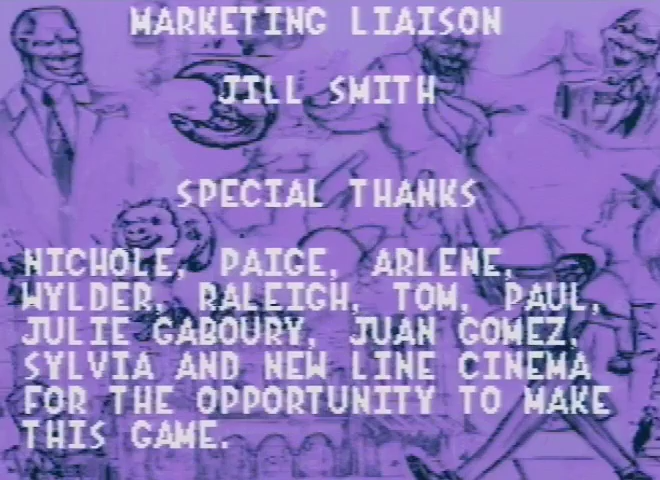 MARKETING LIAISON
JILL SMITH
SPECIAL THANKS
NICHOLE, PAIGE, ARLENE,
WYLDER, RALEIGH, TOM, PAUL,
JULIE GABOURY, JUAN GOMEZ,
SYLVIA AND NEW LINE CINEMA
FOR THE OPPORTUNITY TO MAKE
THIS GAME.